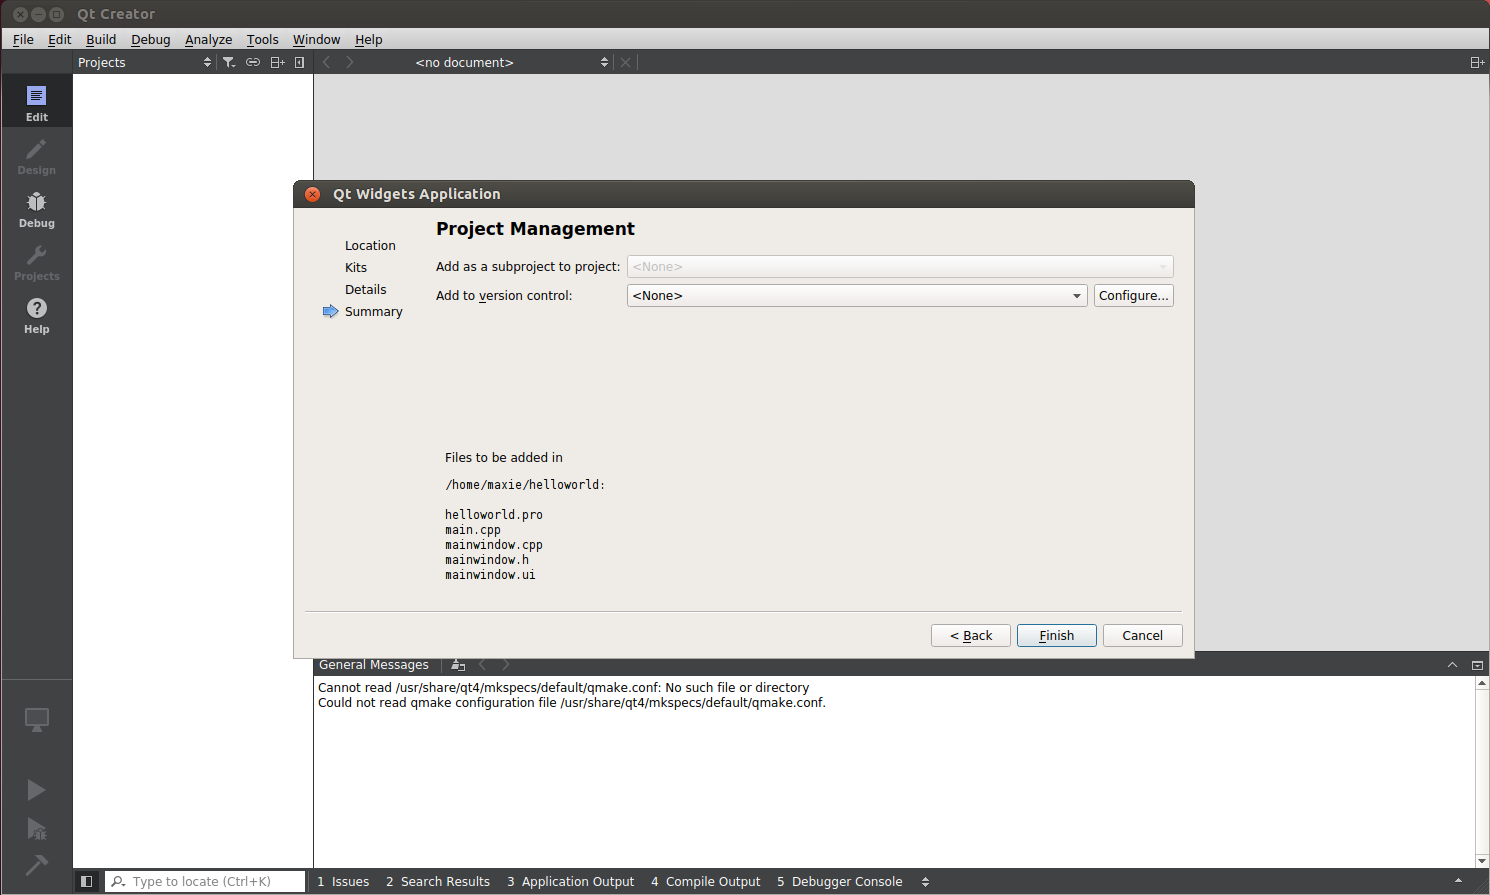 Qt Creator
File Edit Build Debug Analyze Tools Window Help
Projects <no document>
Edit
Design
Debug
Projects
Help
Qt Widgets Application
Location
Kits
Details
Summary
Project Management
Add as a subproject to project: <None>
Add to version control: <None> Configure...
Files to be added in
/home/maxie/helloworld:
helloworld.pro
main.cpp
mainwindow.cpp
mainwindow.h
mainwindow.ui
< Back Finish Cancel
General Messages
Cannot read /usr/share/qt4/mkspecs/default/qmake.conf: No such file or directory
Could not read qmake configuration file /usr/share/qt4/mkspecs/default/qmake.conf.
Type to locate (Ctrl+K) 1 Issues 2 Search Results 3 Application Output 4 Compile Output 5 Debugger Console